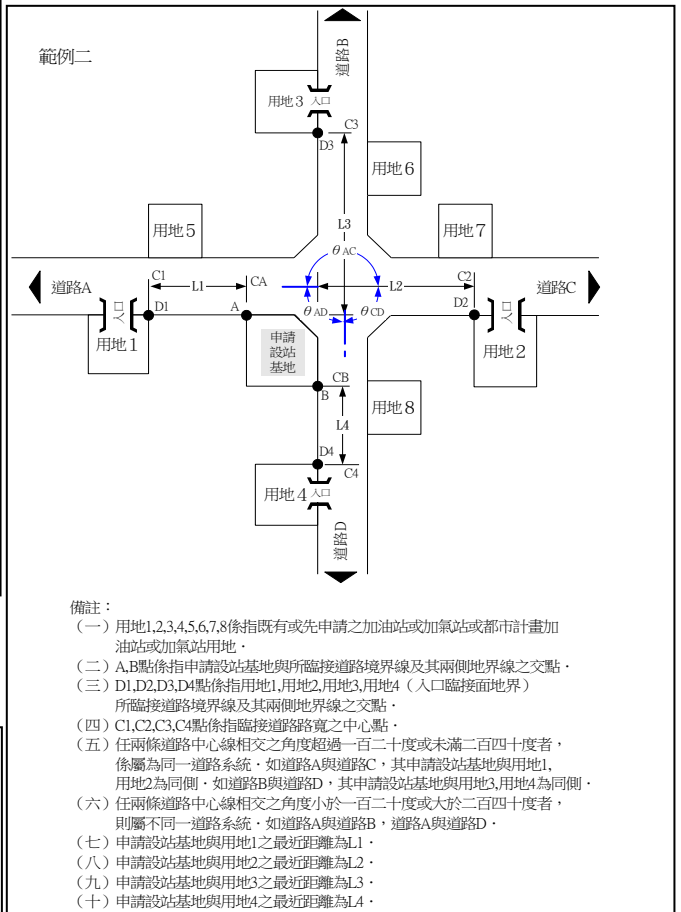 範例二
道路B
用地3
入口
C3
D3
用地6
L3
用地5
用地7
θAC
道路A
C1
L1
CA
L2
C2
道路C
D1
A
θAD
θCD
D2
入口
入口
用地1
申請
設站
基地
用地2
CB
B
用地8
L4
D4
C4
用地4
入口
道路D
備註：
（一）用地1,2,3,4,5,6,7,8係指既有或先申請之加油站或加氣站或都市計畫加
油站或加氣站用地．
（二）A,B點係指申請設站基地與所臨接道路境界線及其兩側地界線之交點．
（三）D1,D2,D3,D4點係指用地1,用地2,用地3,用地4（入口臨接面地界）
所臨接道路境界線及其兩側地界線之交點．
（四）C1,C2,C3,C4點係指臨接道路路寬之中心點．
（五）任兩條道路中心線相交之角度超過一百二十度或未滿二百四十度者，
係屬為同一道路系統．如道路A與道路C，其申請設站基地與用地1,
用地2為同側．如道路B與道路D，其申請設站基地與用地3,用地4為同側．
（六）任兩條道路中心線相交之角度小於一百二十度或大於二百四十度者，
則屬不同一道路系統．如道路A與道路B，道路A與道路D．
（七）申請設站基地與用地1之最近距離為L1．
（八）申請設站基地與用地2之最近距離為L2．
（九）申請設站基地與用地3之最近距離為L3．
（十）申請設站基地與用地4之最近距離為L4．